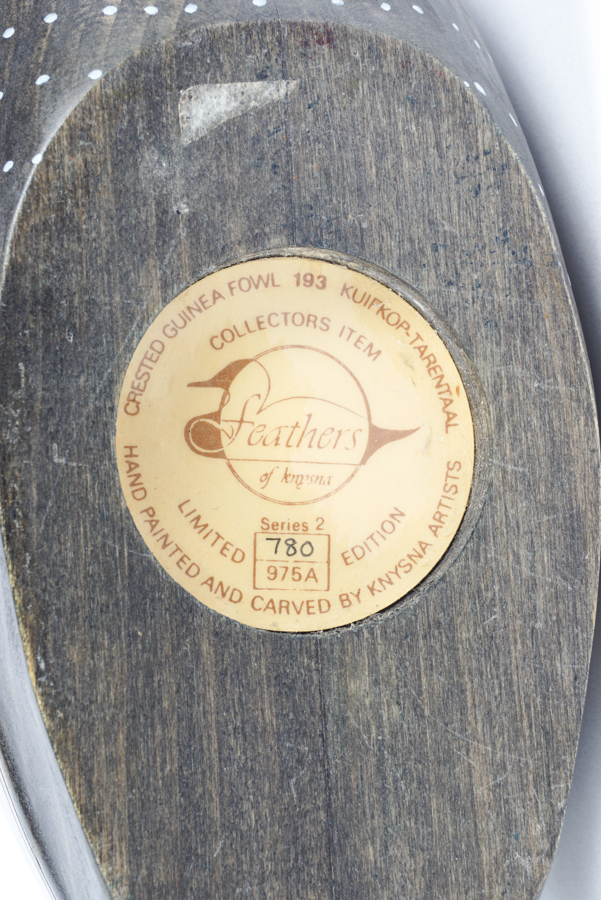 CRESTED GUINEA FOWL 193 KUIFKOP-TARENTAAL
COLLECTORS ITEM
feathers
of knysna
LIMITED EDITION
Series 2
780
975A
HAND PAINTED AND CARVED BY KNYSNA ARTISTS